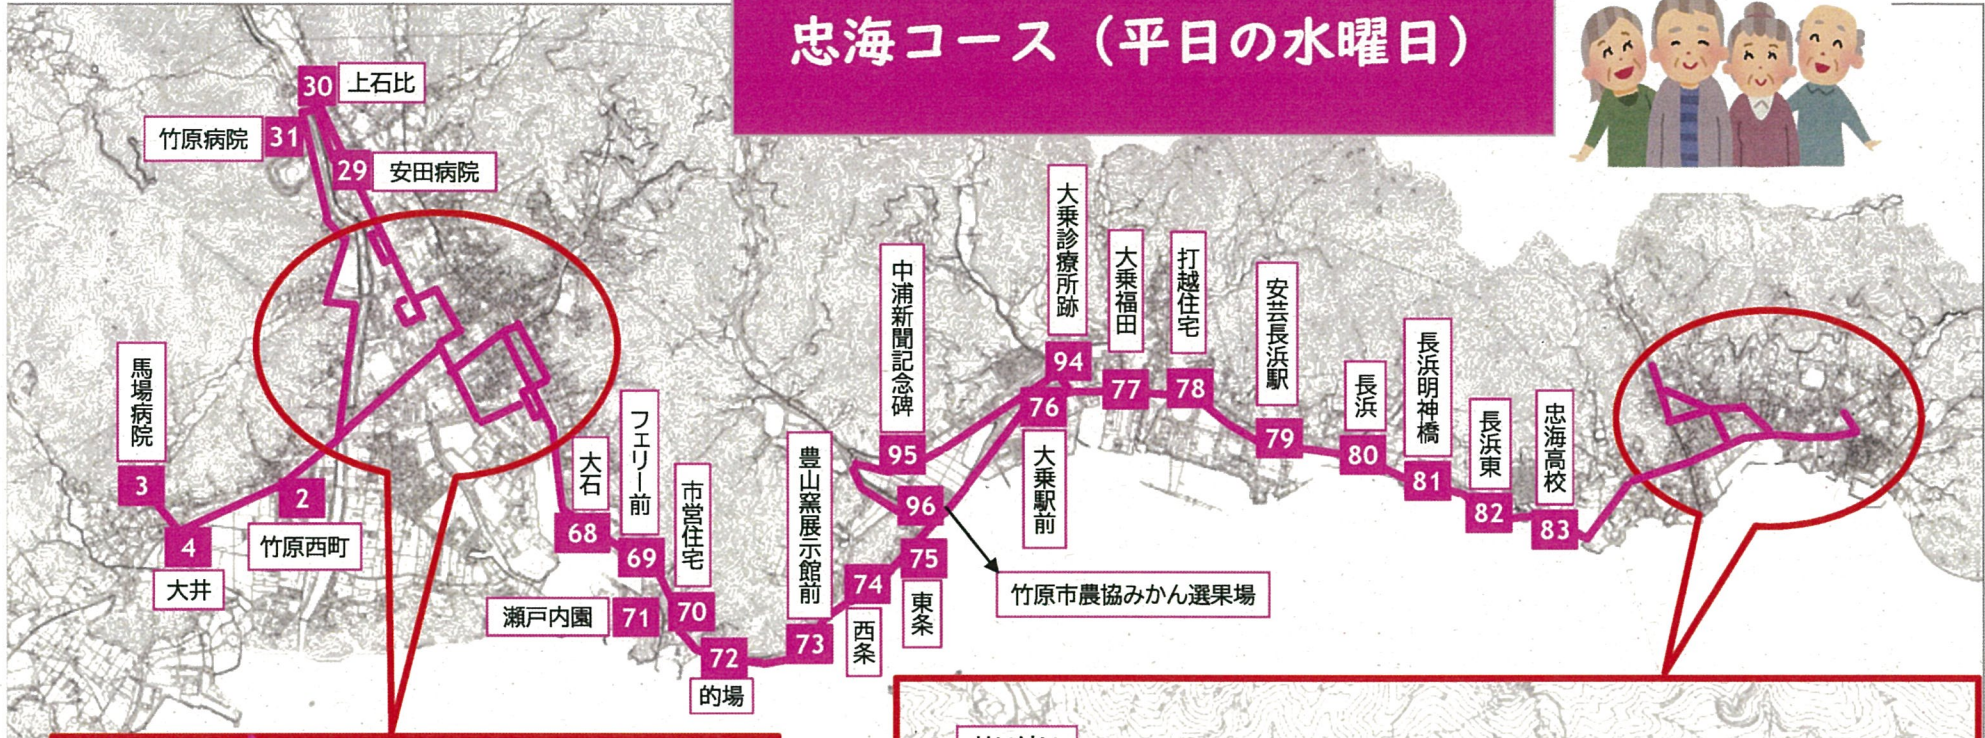 忠海コース（平日の水曜日）
30
上石比
竹原病院
31
29
安田病院
馬場病院
3
4
大井
2
竹原西町
大石
68
フェリー前
69
市営住宅
70
瀬戸内園
71
72
的場
豊山窯展示館前
73
74
西条
75
東条
中浦新聞記念碑
95
96
竹原市農協みかん選果場
大乗診療所跡
94
76
大乗駅前
大乗福田
77
打越住宅
78
安芸長浜駅
79
長浜
80
長浜明神橋
81
長浜東
82
忠海高校
83